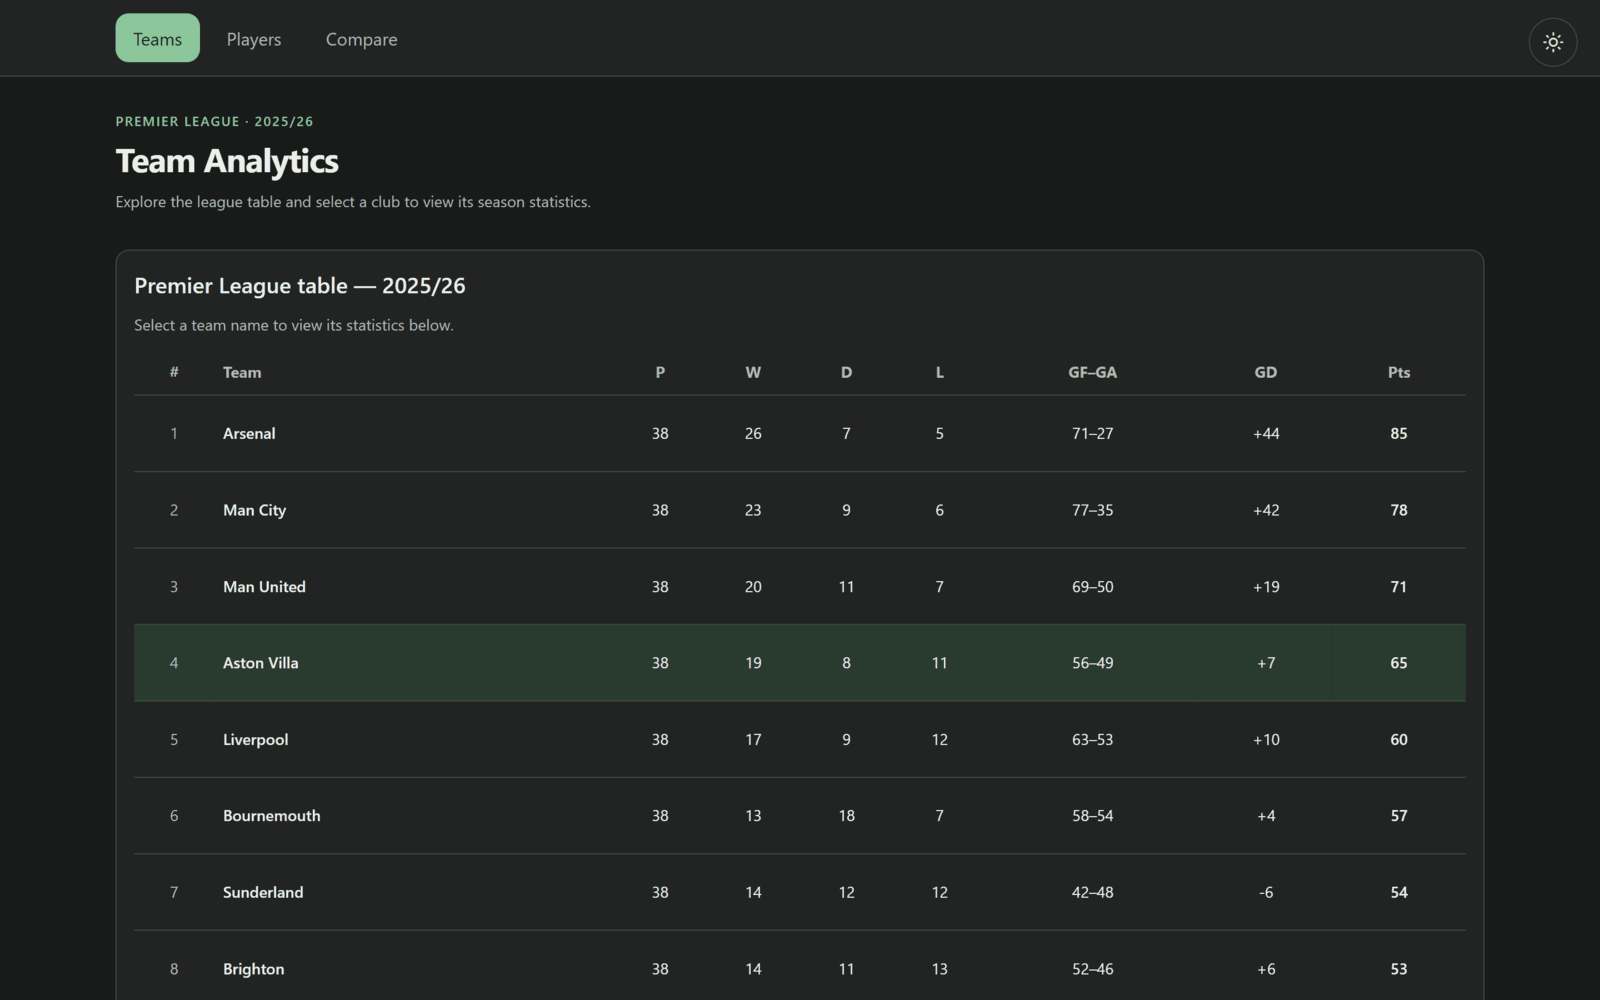 Teams Players Compare
PREMIER LEAGUE · 2025/26
Team Analytics
Explore the league table and select a club to view its season statistics.
Premier League table — 2025/26
Select a team name to view its statistics below.
# Team P W D L GF–GA GD Pts
1 Arsenal 38 26 7 5 71–27 +44 85
2 Man City 38 23 9 6 77–35 +42 78
3 Man United 38 20 11 7 69–50 +19 71
4 Aston Villa 38 19 8 11 56–49 +7 65
5 Liverpool 38 17 9 12 63–53 +10 60
6 Bournemouth 38 13 18 7 58–54 +4 57
7 Sunderland 38 14 12 12 42–48 -6 54
8 Brighton 38 14 11 13 52–46 +6 53